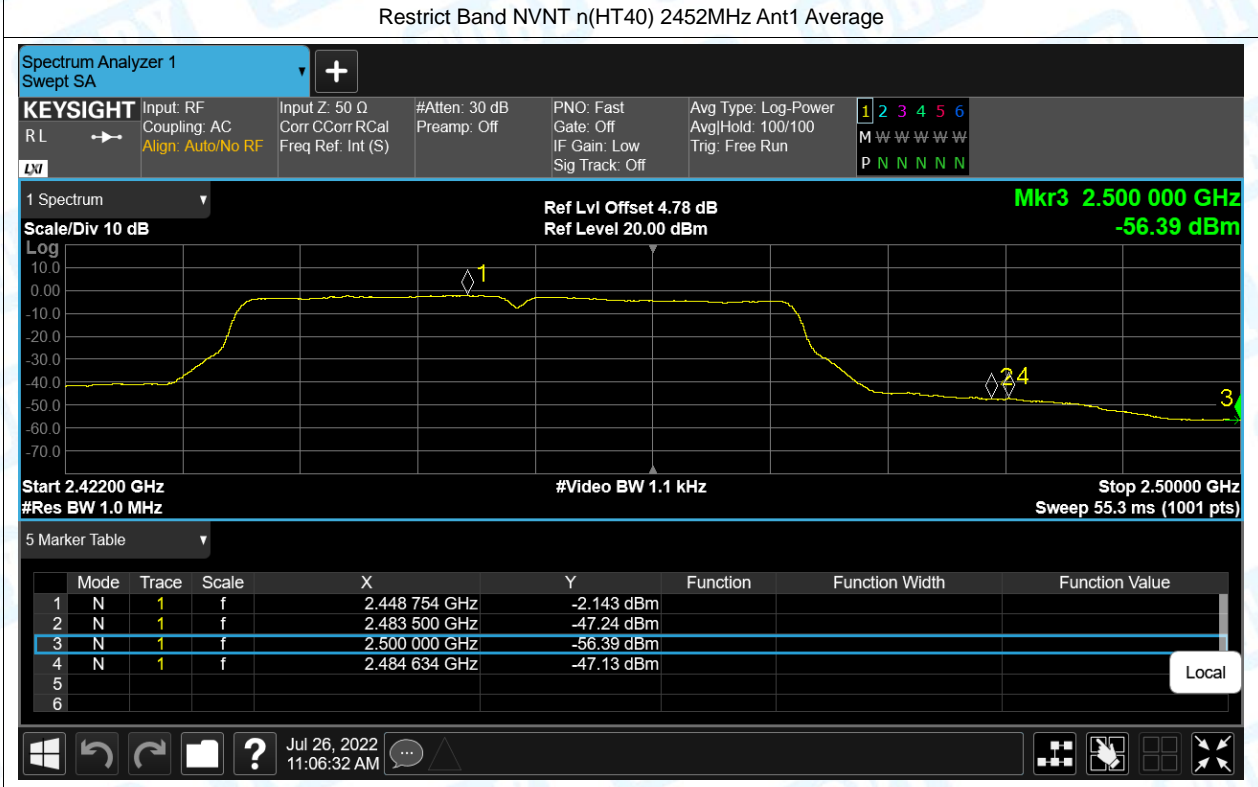 Restrict Band NVNT n(HT40) 2452MHz Ant1 Average
Spectrum Analyzer 1
Swept SA
+
KEYSIGHT
R L
LXI
Input: RF
Coupling: AC
Align: Auto/No RF
Input Z: 50 Ω
Corr CCorr RCal
Freq Ref: Int (S)
#Atten: 30 dB
Preamp: Off
PNO: Fast
Gate: Off
IF Gain: Low
Sig Track: Off
Avg Type: Log-Power
Avg|Hold: 100/100
Trig: Free Run
1 2 3 4 5 6
M W W W W W
P N N N N N
1 Spectrum
Scale/Div 10 dB
Ref Lvl Offset 4.78 dB
Ref Level 20.00 dBm
Mkr3 2.500 000 GHz
-56.39 dBm
Log
10.0
0.00
-10.0
-20.0
-30.0
-40.0
-50.0
-60.0
-70.0
1
2 4
3
Start 2.42200 GHz
#Res BW 1.0 MHz
#Video BW 1.1 kHz
Stop 2.50000 GHz
Sweep 55.3 ms (1001 pts)
5 Marker Table
Mode Trace Scale X Y Function Function Width Function Value
1 N 1 f 2.448 754 GHz -2.143 dBm
2 N 1 f 2.483 500 GHz -47.24 dBm
3 N 1 f 2.500 000 GHz -56.39 dBm
4 N 1 f 2.484 634 GHz -47.13 dBm
5
6
Local
?
Jul 26, 2022
11:06:32 AM